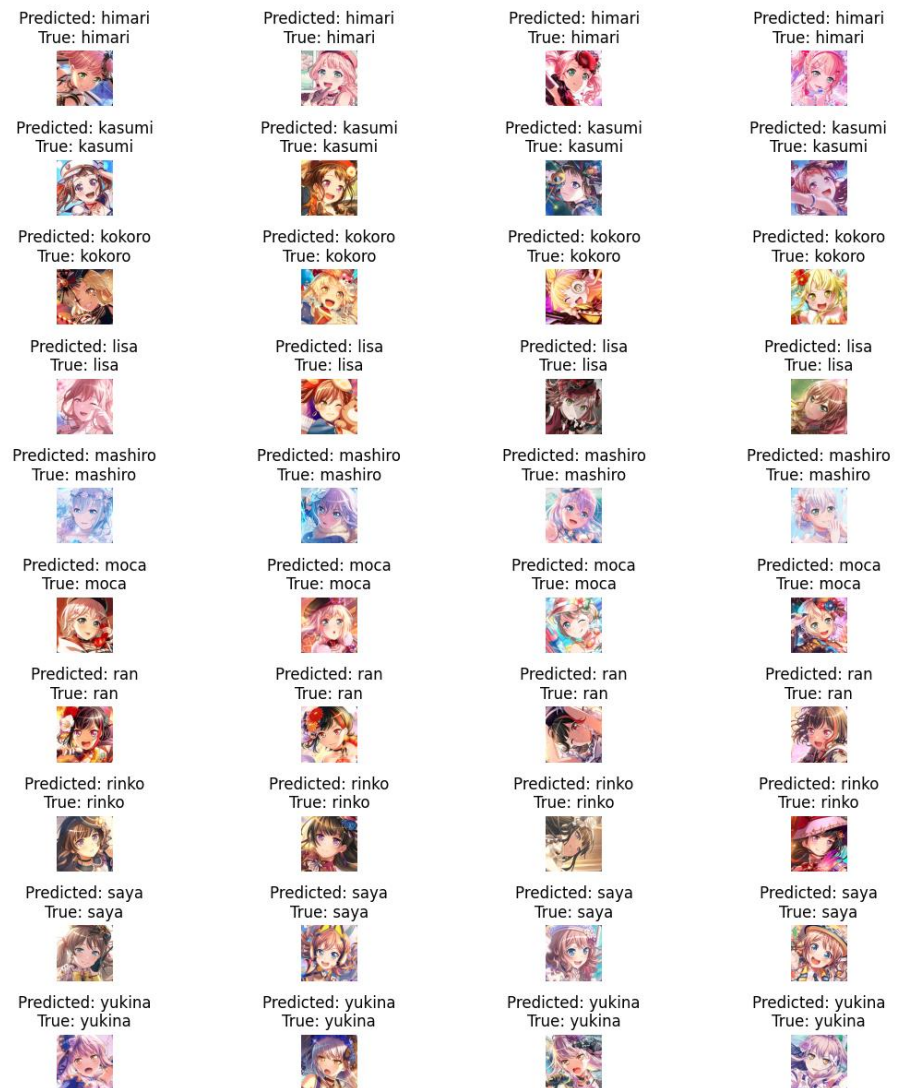 Predicted: himari
True: himari
Predicted: himari
True: himari
Predicted: himari
True: himari
Predicted: himari
True: himari
Predicted: kasumi
True: kasumi
Predicted: kasumi
True: kasumi
Predicted: kasumi
True: kasumi
Predicted: kasumi
True: kasumi
Predicted: kokoro
True: kokoro
Predicted: kokoro
True: kokoro
Predicted: kokoro
True: kokoro
Predicted: kokoro
True: kokoro
Predicted: lisa
True: lisa
Predicted: lisa
True: lisa
Predicted: lisa
True: lisa
Predicted: lisa
True: lisa
Predicted: mashiro
True: mashiro
Predicted: mashiro
True: mashiro
Predicted: mashiro
True: mashiro
Predicted: mashiro
True: mashiro
Predicted: moca
True: moca
Predicted: moca
True: moca
Predicted: moca
True: moca
Predicted: moca
True: moca
Predicted: ran
True: ran
Predicted: ran
True: ran
Predicted: ran
True: ran
Predicted: ran
True: ran
Predicted: rinko
True: rinko
Predicted: rinko
True: rinko
Predicted: rinko
True: rinko
Predicted: rinko
True: rinko
Predicted: saya
True: saya
Predicted: saya
True: saya
Predicted: saya
True: saya
Predicted: saya
True: saya
Predicted: yukina
True: yukina
Predicted: yukina
True: yukina
Predicted: yukina
True: yukina
Predicted: yukina
True: yukina